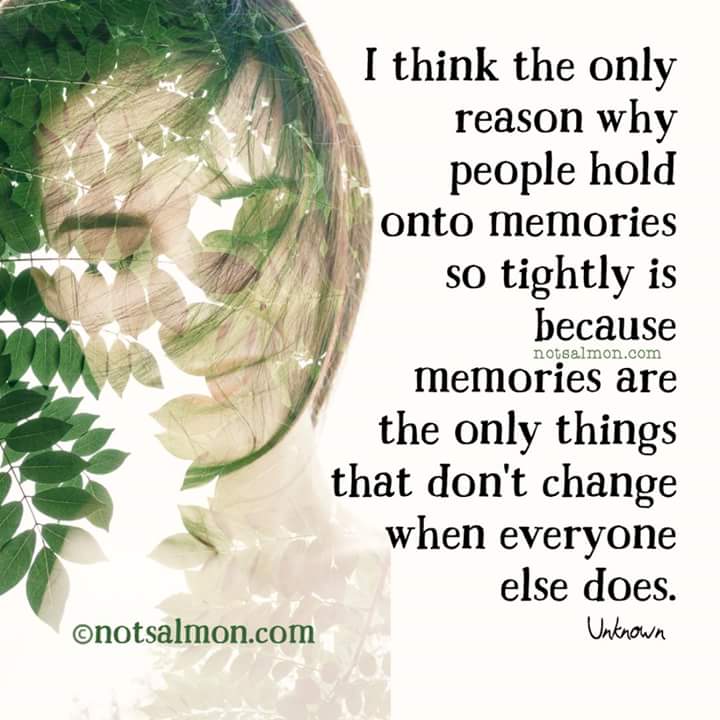 I think the only
reason why
people hold
onto memories
so tightly is
because
notsalmon.com
memories are
the only things
that don't change
when everyone
else does.
Unknown
©notsalmon.com